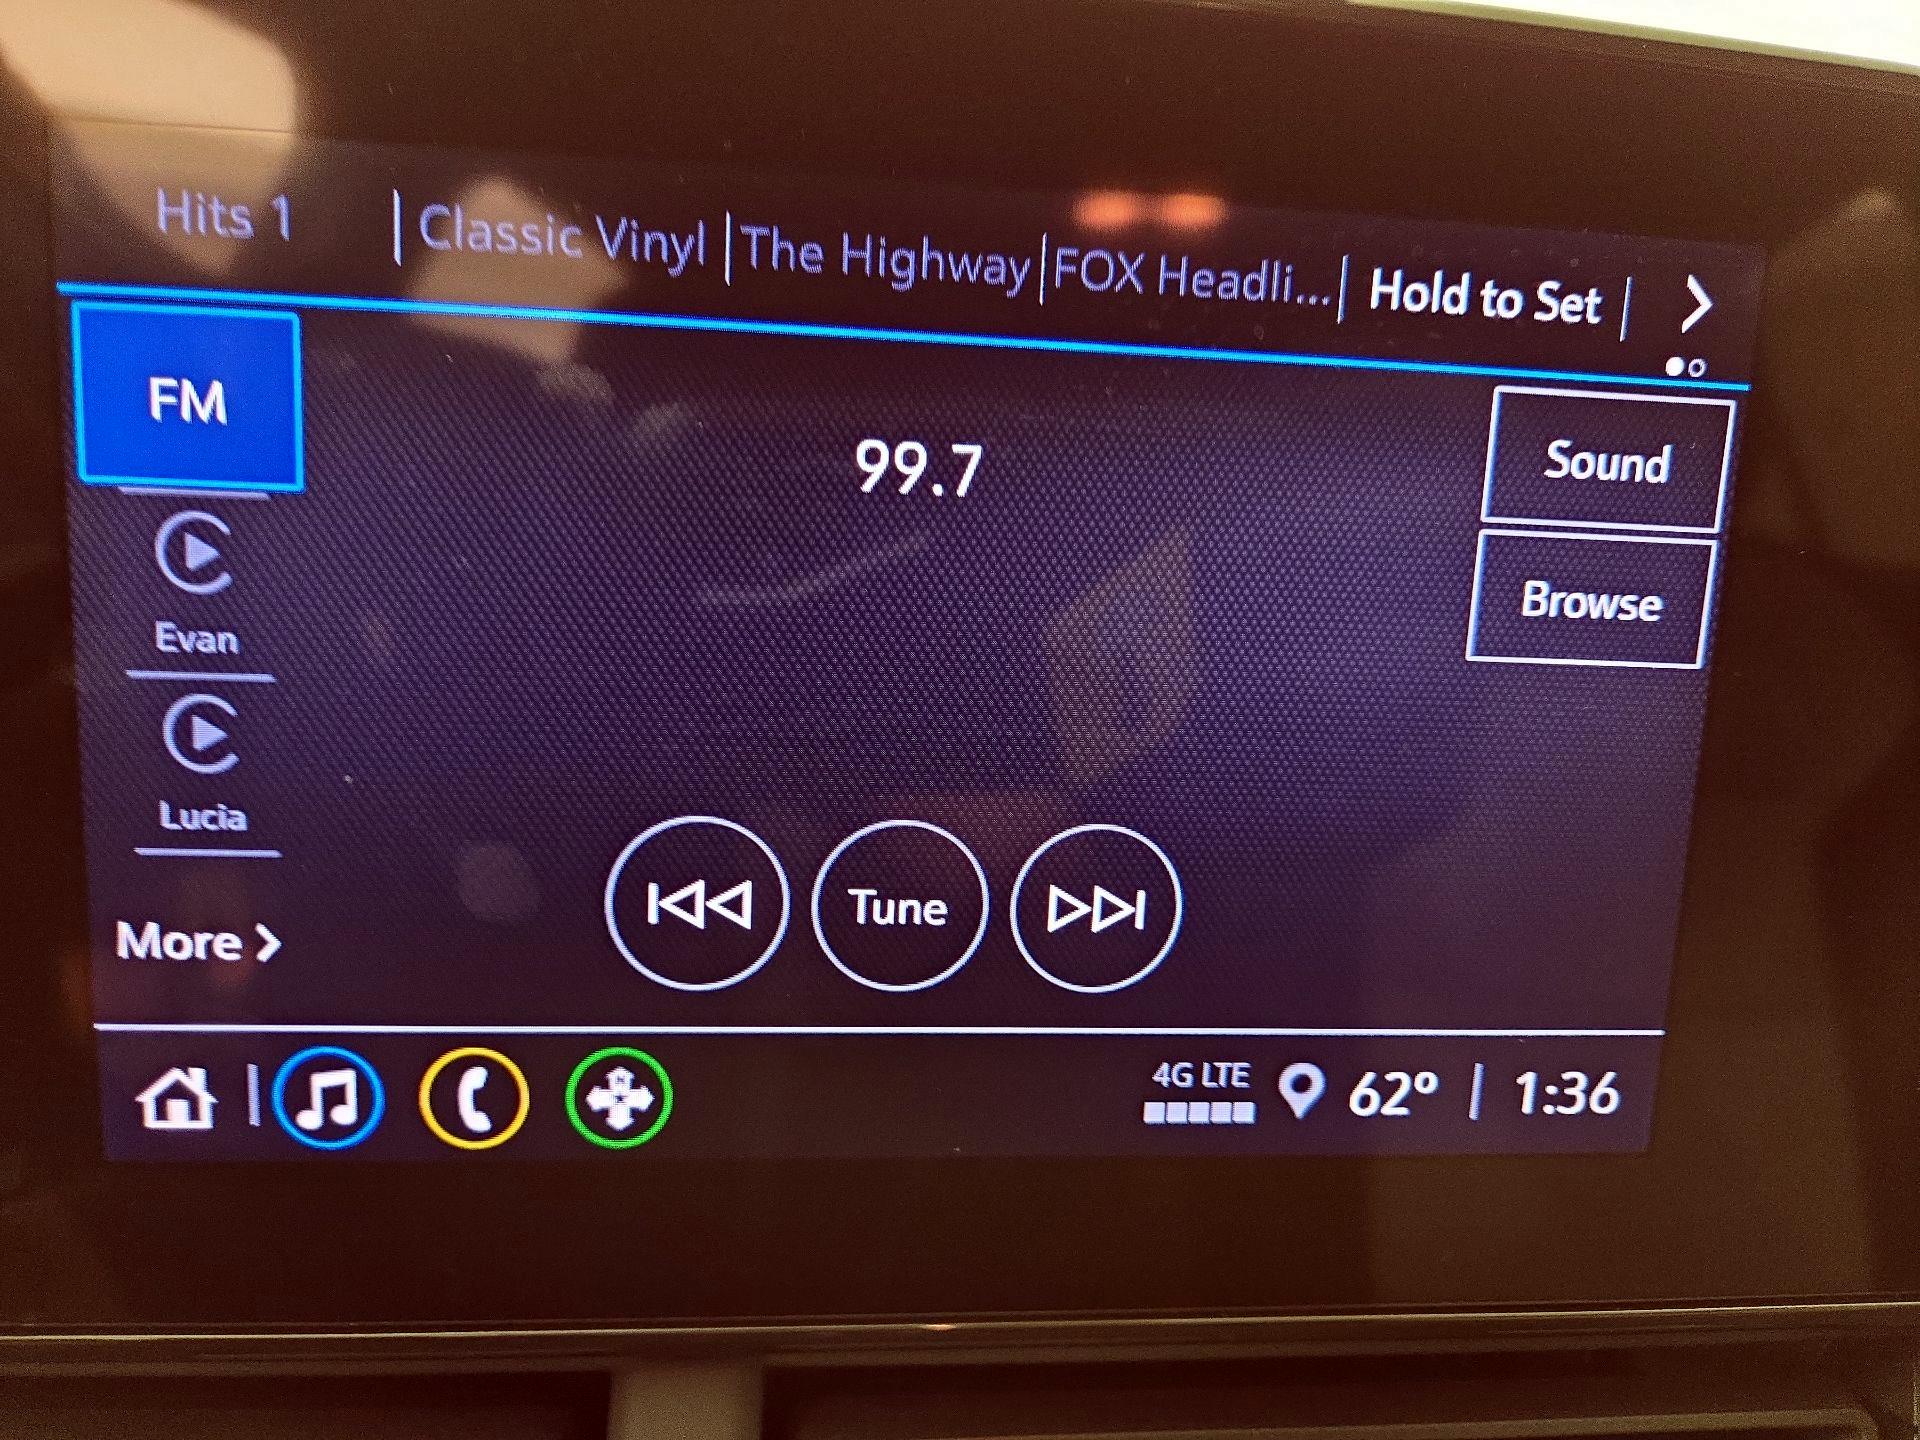 Hits 1 | Classic Vinyl | The Highway | FOX Headli... | Hold to Set |
FM
99.7
Sound
Browse
Evan
Lucia
More
Tune
4G LTE
62° | 1:36